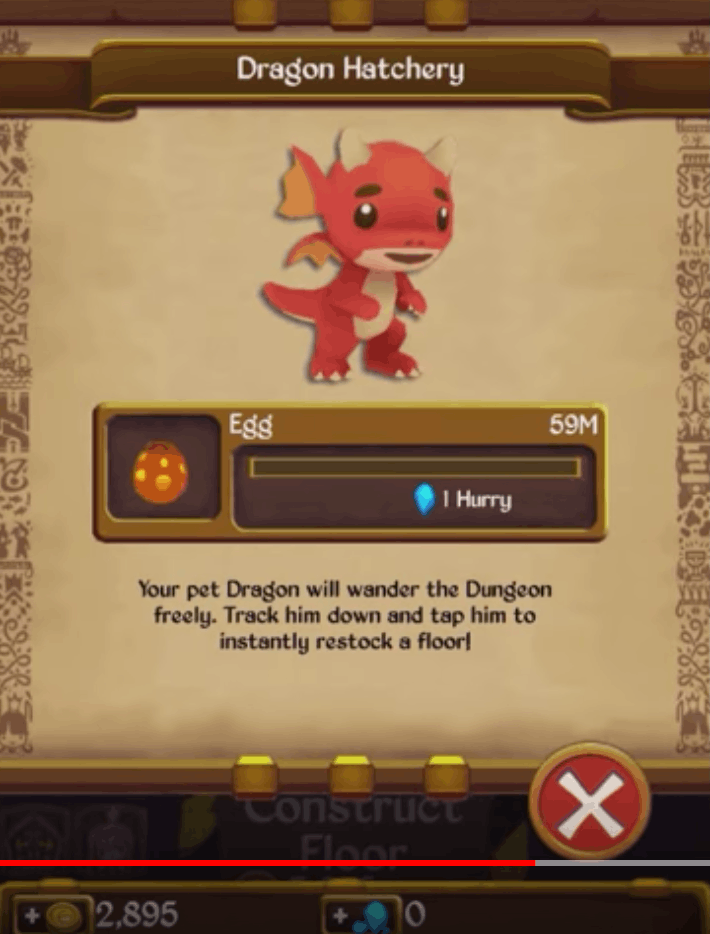 Dragon Hatchery
Egg
59M
1 Hurry
Your pet Dragon will wander the Dungeon
freely. Track him down and tap him to
instantly restock a floor!
Construct
Floor
+ 2,895
+ 0